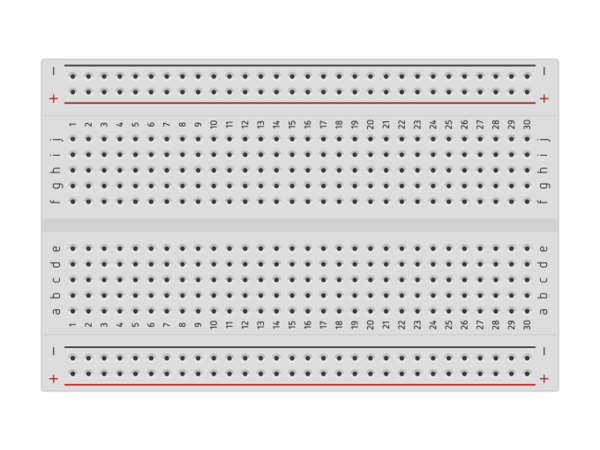 − −
+ +
1 2 3 4 5 6 7 8 9 10 11 12 13 14 15 16 17 18 19 20 21 22 23 24 25 26 27 28 29 30
j j
i i
h h
g g
f f
e e
d d
c c
b b
a a
1 2 3 4 5 6 7 8 9 10 11 12 13 14 15 16 17 18 19 20 21 22 23 24 25 26 27 28 29 30
− −
+ +